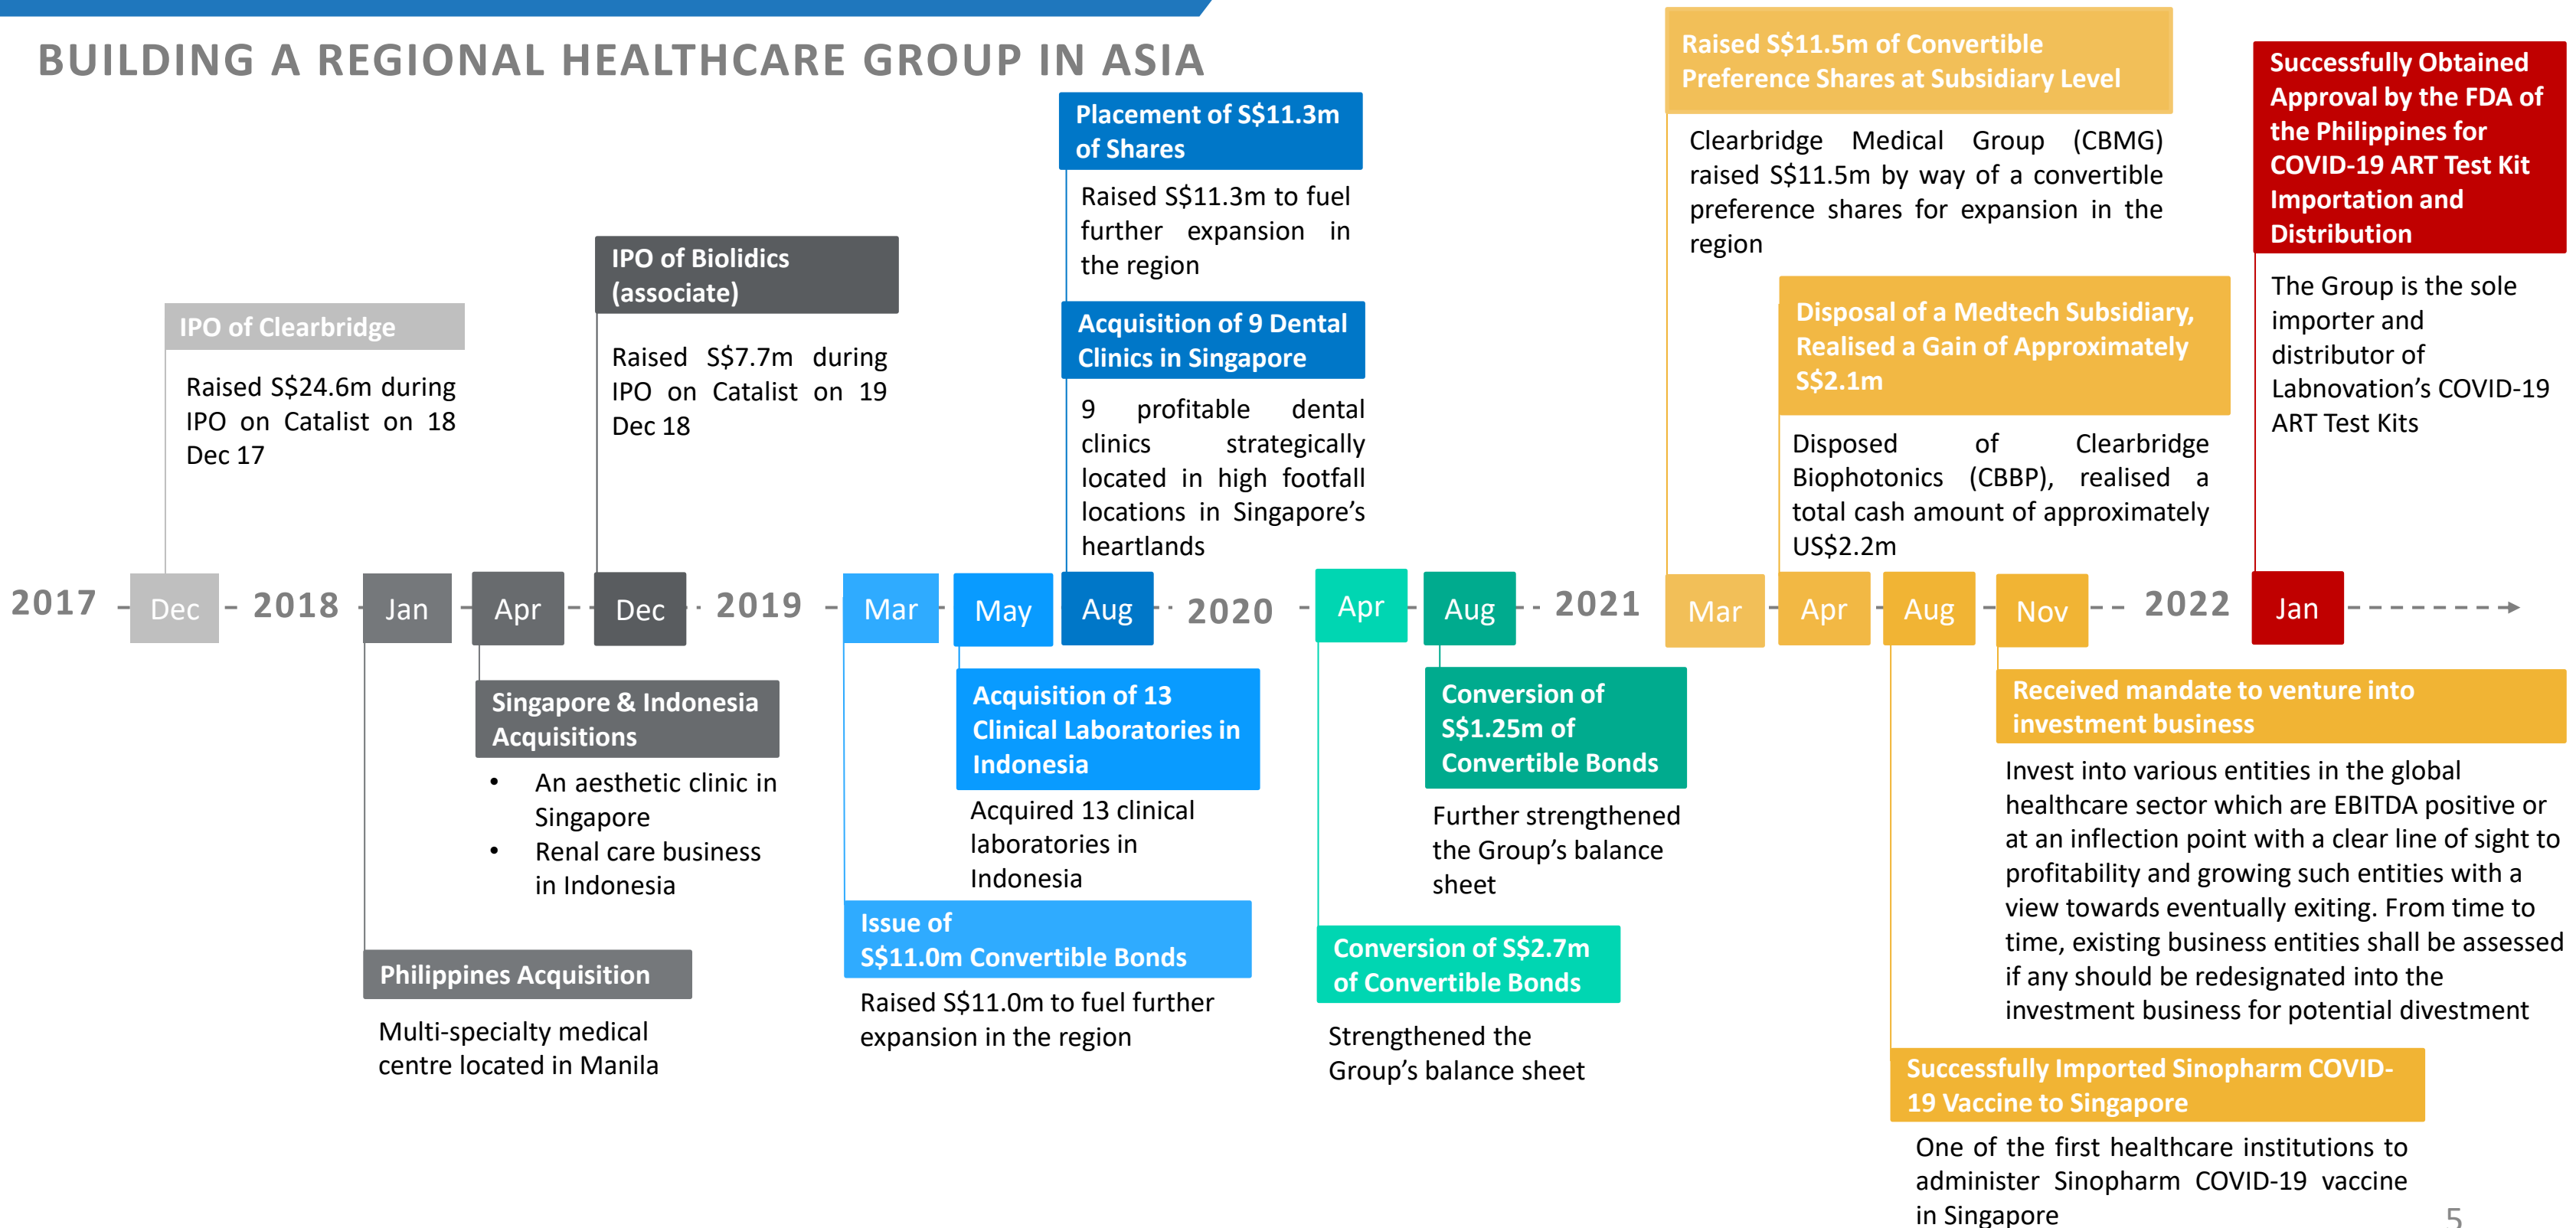 BUILDING A REGIONAL HEALTHCARE GROUP IN ASIA
IPO of Clearbridge
Raised S$24.6m during
IPO on Catalist on 18
Dec 17
IPO of Biolidics
(associate)
Raised S$7.7m during
IPO on Catalist on 19
Dec 18
Placement of S$11.3m
of Shares
Raised S$11.3m to fuel
further expansion in
the region
Acquisition of 9 Dental
Clinics in Singapore
9 profitable dental
clinics strategically
located in high footfall
locations in Singapore’s
heartlands
Raised S$11.5m of Convertible
Preference Shares at Subsidiary Level
Clearbridge Medical Group (CBMG)
raised S$11.5m by way of a convertible
preference shares for expansion in the
region
Disposal of a Medtech Subsidiary,
Realised a Gain of Approximately
S$2.1m
Disposed of Clearbridge
Biophotonics (CBBP), realised a
total cash amount of approximately
US$2.2m
Successfully Obtained
Approval by the FDA of
the Philippines for
COVID-19 ART Test Kit
Importation and
Distribution
The Group is the sole
importer and
distributor of
Labnovation’s COVID-19
ART Test Kits
2017 Dec 2018 Jan Apr Dec 2019 Mar May Aug 2020 Apr Aug 2021 Mar Apr Aug Nov 2022 Jan
Singapore & Indonesia
Acquisitions
• An aesthetic clinic in
Singapore
• Renal care business
in Indonesia
Philippines Acquisition
Multi-specialty medical
centre located in Manila
Acquisition of 13
Clinical Laboratories in
Indonesia
Acquired 13 clinical
laboratories in
Indonesia
Issue of
S$11.0m Convertible Bonds
Raised S$11.0m to fuel further
expansion in the region
Conversion of
S$1.25m of
Convertible Bonds
Further strengthened
the Group’s balance
sheet
Conversion of S$2.7m
of Convertible Bonds
Strengthened the
Group’s balance sheet
Received mandate to venture into
investment business
Invest into various entities in the global
healthcare sector which are EBITDA positive or
at an inflection point with a clear line of sight to
profitability and growing such entities with a
view towards eventually exiting. From time to
time, existing business entities shall be assessed
if any should be redesignated into the
investment business for potential divestment
Successfully Imported Sinopharm COVID-
19 Vaccine to Singapore
One of the first healthcare institutions to
administer Sinopharm COVID-19 vaccine
in Singapore
5